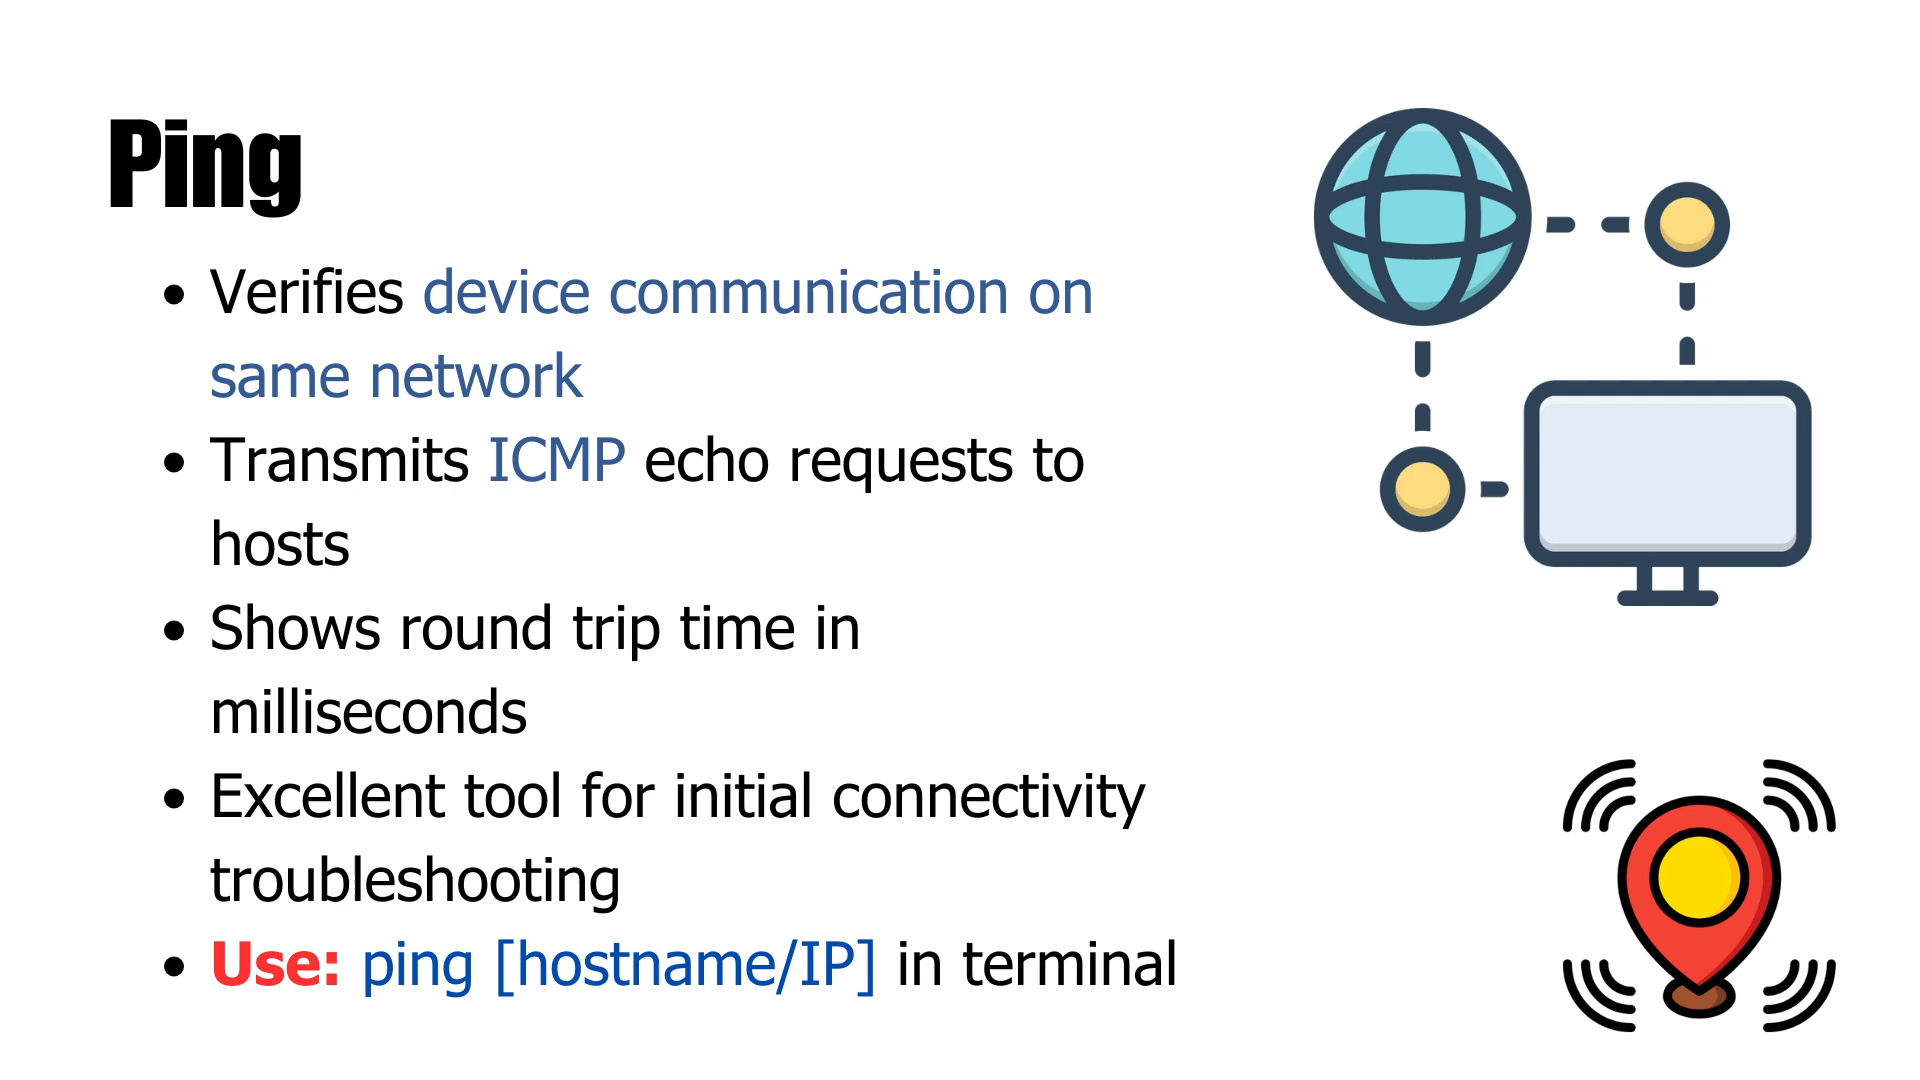 Ping
• Verifies device communication on
same network
• Transmits ICMP echo requests to
hosts
• Shows round trip time in
milliseconds
• Excellent tool for initial connectivity
troubleshooting
• Use: ping [hostname/IP] in terminal